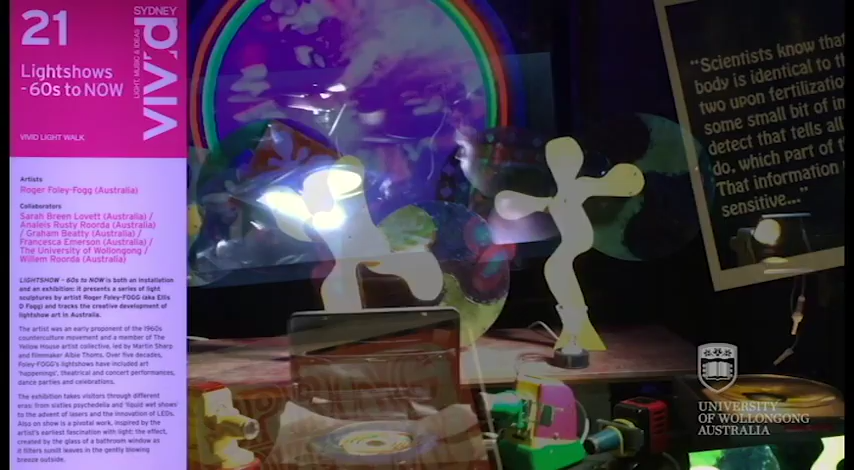 21
Lightshows
- 60s to NOW
VIVID LIGHT WALK
SYDNEY
VIVID
LIGHT, MUSIC & IDEAS
Artists
Roger Foley-Fogg (Australia)
Collaborators
Sarah Breen Lovett (Australia) /
Analeis Rusty Roorda (Australia)
/ Graham Beatty (Australia) /
Francesca Emerson (Australia) /
The University of Wollongong /
Willem Roorda (Australia)
LIGHTSHOW – 60s to NOW is both an installation
and an exhibition: it presents a series of light
sculptures by artist Roger Foley-FOGG (aka Ellis
D Fogg) and tracks the creative development of
lightshow art in Australia.
The artist was an early proponent of the 1960s
counterculture movement and a member of The
Yellow House artist collective, led by Martin Sharp
and filmmaker Albie Thoms. Over five decades,
Foley-FOGG's lightshows have included art
'happenings', theatrical and concert performances,
dance parties and celebrations.
The exhibition takes visitors through different
eras: from sixties psychedelia and 'liquid wet shows'
to the advent of lasers and the innovation of LEDs.
Also on show is a pivotal work, inspired by the
artist's earliest fascination with light: the effect,
created by the glass of a bathroom window as
it filters sunlit leaves in the gently blowing
breeze outside.
"Scientists know that
body is identical to
two upon fertilization
some small bit of
detect that tells all
do, which part of
That information
sensitive..."
UNIVERSITY
OF WOLLONGONG
AUSTRALIA